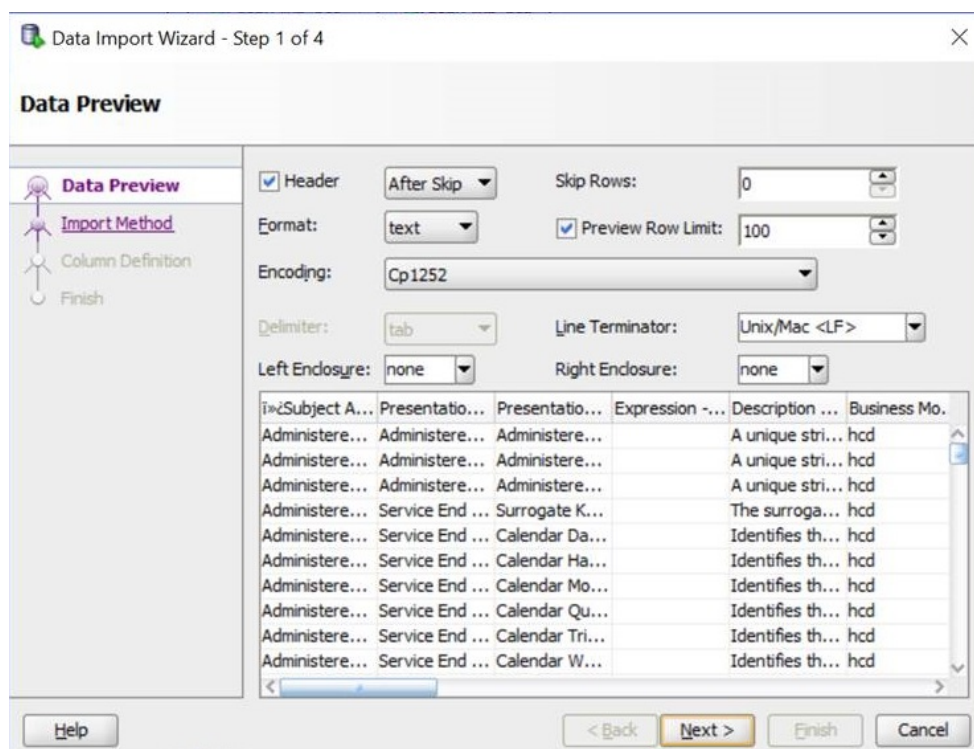 Data Import Wizard - Step 1 of 4
Data Preview
Data Preview
Import Method
Column Definition
Finish
Header After Skip Skip Rows: 0
Format: text Preview Row Limit: 100
Encoding: Cp1252
Delimiter: tab Line Terminator: Unix/Mac <LF>
Left Enclosure: none Right Enclosure: none
ï»¿Subject A... Presentatio... Presentatio... Expression -... Description ... Business Mo.
Administere... Administere... Administere... A unique stri... hcd
Administere... Administere... Administere... A unique stri... hcd
Administere... Administere... Administere... A unique stri... hcd
Administere... Service End ... Surrogate K... The surroga... hcd
Administere... Service End ... Calendar Da... Identifies th... hcd
Administere... Service End ... Calendar Ha... Identifies th... hcd
Administere... Service End ... Calendar Mo... Identifies th... hcd
Administere... Service End ... Calendar Qu... Identifies th... hcd
Administere... Service End ... Calendar Tri... Identifies th... hcd
Administere... Service End ... Calendar W... Identifies th... hcd
Help < Back Next > Finish Cancel